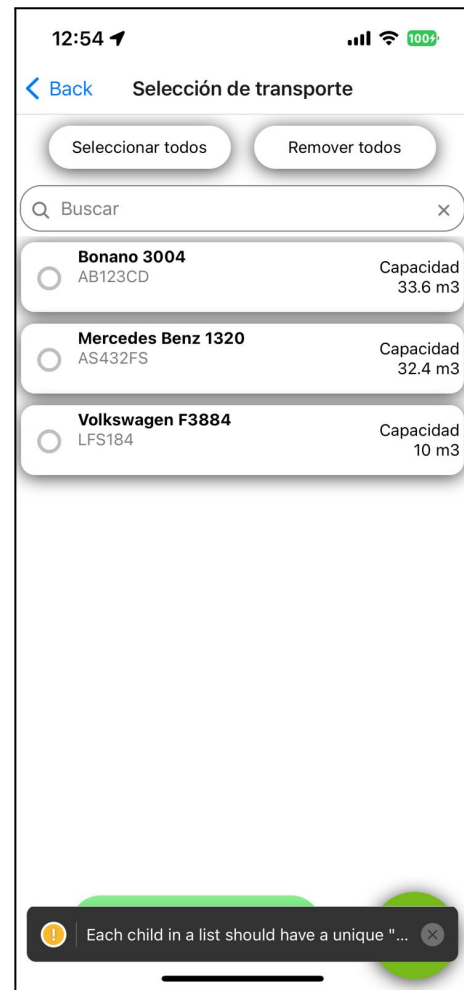 12:54
100
Back
Selección de transporte
Seleccionar todos
Remover todos
Buscar
Bonano 3004
AB123CD
Capacidad
33.6 m3
Mercedes Benz 1320
AS432FS
Capacidad
32.4 m3
Volkswagen F3884
LFS184
Capacidad
10 m3
Each child in a list should have a unique "...